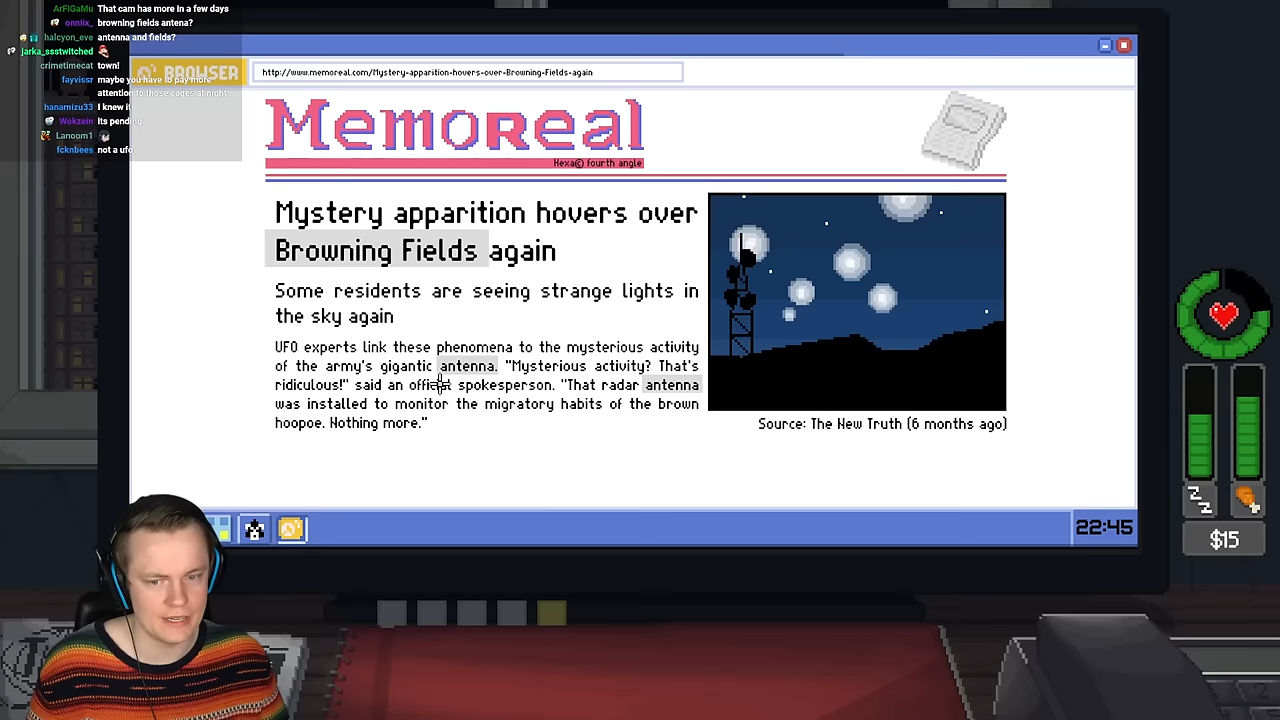 ArFiGaMu That cam has more in a few days
onniix_ browning fields antena?
halcyon_eve antenna and fields?
jarka_ssstwitched
crimetimecat town!
fayvissr maybe you have to pay more
attention to those cages at night
hanamizu33 I knew it
Wokzein Its pending
Lanoom1
fcknbees not a ufo
BROWSER
http://www.memoreal.com/Mystery-apparition-hovers-over-Browning-Fields-again
Memoreal
Hexa© fourth angle
Mystery apparition hovers over
Browning Fields again
Some residents are seeing strange lights in
the sky again
UFO experts link these phenomena to the mysterious activity
of the army's gigantic antenna. "Mysterious activity? That's
ridiculous!" said an official spokesperson. "That radar antenna
was installed to monitor the migratory habits of the brown
hoopoe. Nothing more."
Source: The New Truth (6 months ago)
22:45
$15